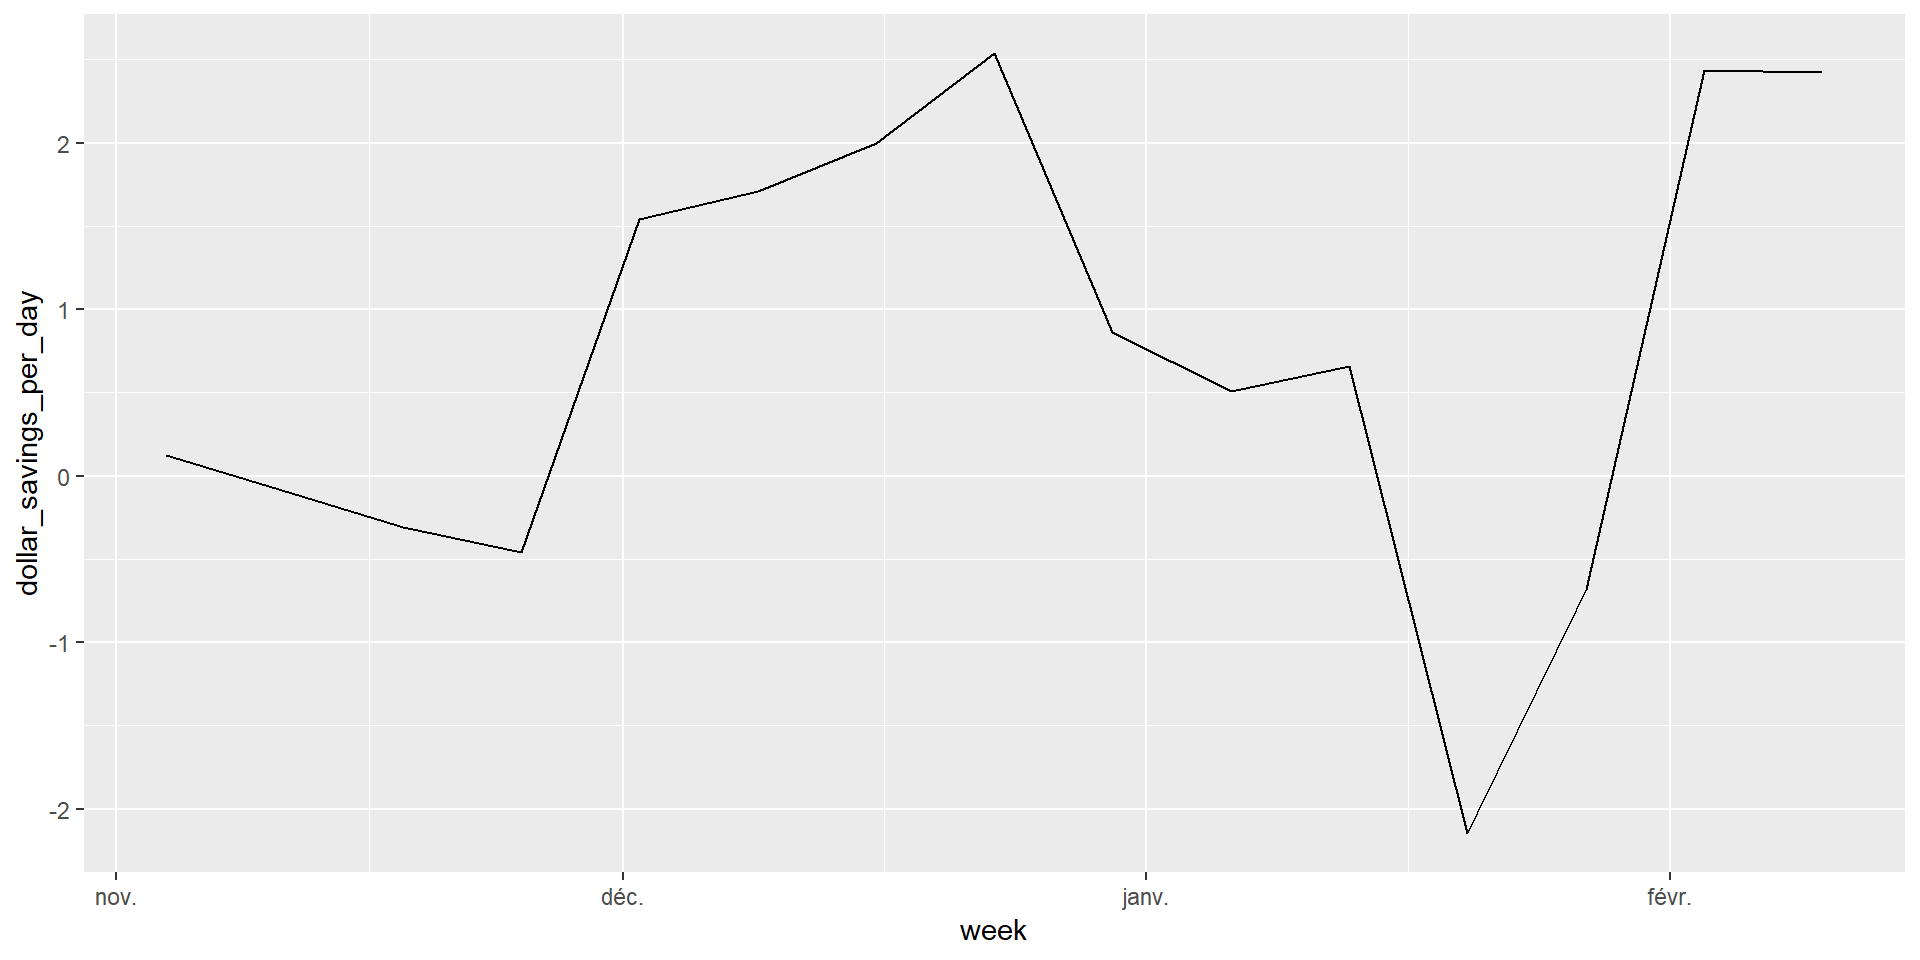 dollar_savings_per_day
2
1
0
-1
-2
nov.
déc.
janv.
févr.
week